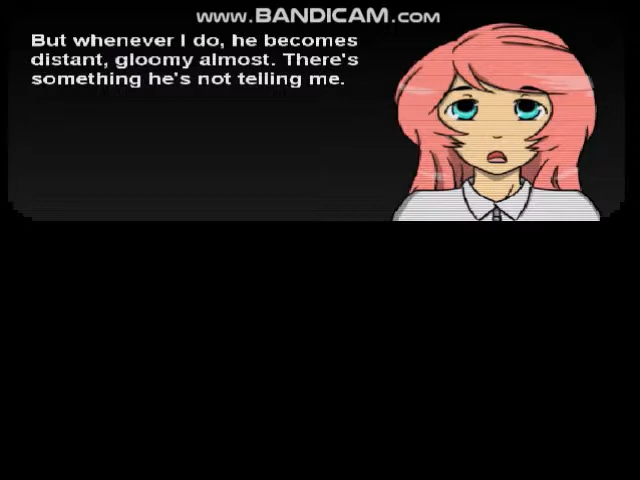 www.BANDICAM.com
But whenever I do, he becomes
distant, gloomy almost. There's
something he's not telling me.